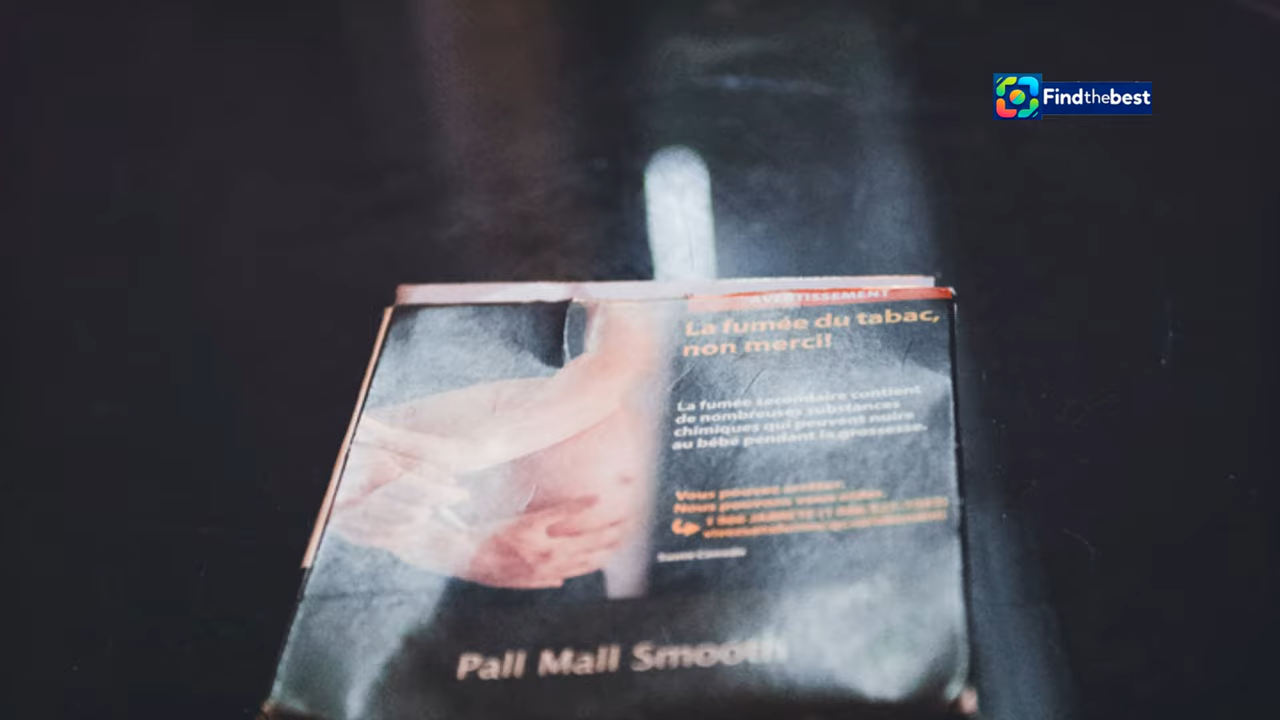 Findthebest
AVERTISSEMENT
La fumée du tabac,
non merci!
La fumée secondaire contient
de nombreuses substances
chimiques qui peuvent nuire
au bébé pendant la grossesse.
Vous pouvez arrêter.
Nous pouvons vous aider.
Santé Canada
Pall Mall Smooth